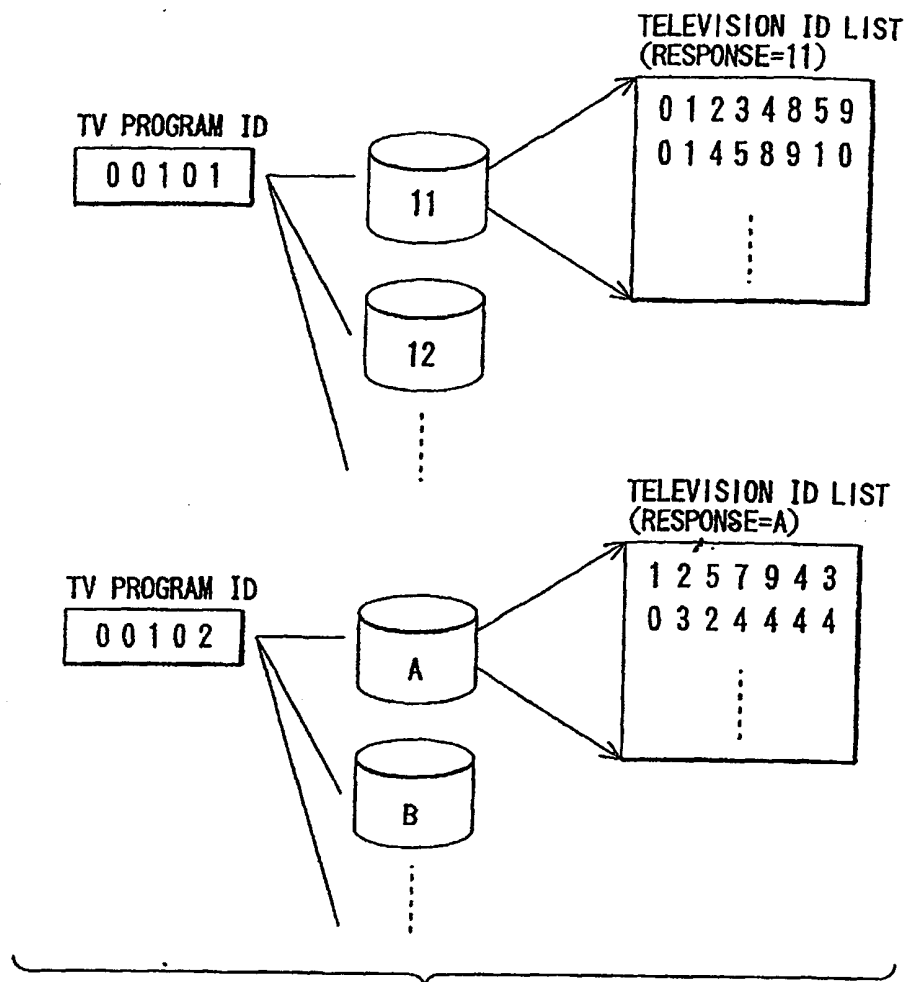 TELEVISION ID LIST
(RESPONSE=11)
0 1 2 3 4 8 5 9
0 1 4 5 8 9 1 0
TV PROGRAM ID
0 0 1 0 1
11
12
TELEVISION ID LIST
(RESPONSE=A)
1 2 5 7 9 4 3
0 3 2 4 4 4 4
TV PROGRAM ID
0 0 1 0 2
A
B